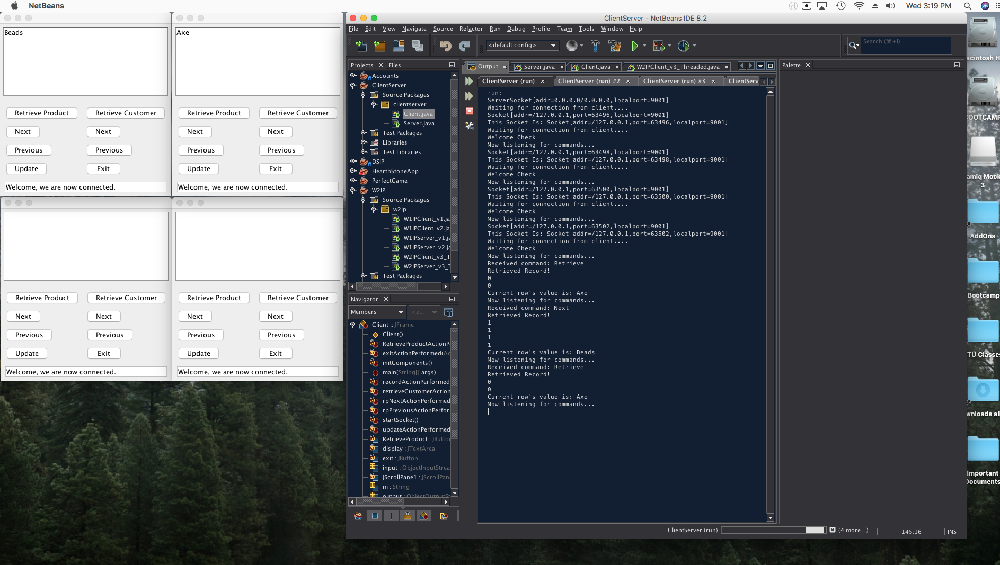 NetBeans
Wed 3:19 PM
Beads
Retrieve Product
Retrieve Customer
Next
Next
Previous
Previous
Update
Exit
Welcome, we are now connected.
Axe
Retrieve Product
Retrieve Customer
Next
Next
Previous
Previous
Update
Exit
Welcome, we are now connected.
Retrieve Product
Retrieve Customer
Next
Next
Previous
Previous
Update
Exit
Welcome, we are now connected.
Retrieve Product
Retrieve Customer
Next
Next
Previous
Previous
Update
Exit
Welcome, we are now connected.
ClientServer - NetBeans IDE 8.2
File Edit View Navigate Source Refactor Run Debug Profile Team Tools Window Help
<default config>
Search (⌘+I)
Projects
Files
Accounts
ClientServer
Source Packages
clientserver
Client.java
Server.java
Test Packages
Libraries
Test Libraries
DSIP
HearthStoneApp
PerfectGame
W2IP
Source Packages
w2ip
W1IPClient_v1.ja
W1IPClient_v2.ja
W1IPServer_v1.ja
W1IPServer_v2.ja
W2IPClient_v3_T
W2IPServer_v3_T
Test Packages
Navigator
Members
<e...
Client :: JFrame
Client()
RetrieveProductActionP
exitActionPerformed(Ac
initComponents()
main(String[] args)
recordActionPerformed
retrieveCustomerAction
rpNextActionPerformed
rpPreviousActionPerfor
startSocket()
updateActionPerformed
RetrieveProduct : JButto
display : JTextArea
exit : JButton
input : ObjectInputStrea
jScrollPane1 : JScrollPan
m : String
output : ObjectOutputSt
Output
Server.java
Client.java
W2IPClient_v3_Threaded.java
ClientServer (run)
ClientServer (run) #2
ClientServer (run) #3
ClientServ
run:
ServerSocket[addr=0.0.0.0/0.0.0.0,localport=9001]
Waiting for connection from client....
Socket[addr=/127.0.0.1,port=63496,localport=9001]
This Socket Is: Socket[addr=/127.0.0.1,port=63496,localport=9001]
Waiting for connection from client....
Welcome Check
Now listening for commands...
Socket[addr=/127.0.0.1,port=63498,localport=9001]
This Socket Is: Socket[addr=/127.0.0.1,port=63498,localport=9001]
Waiting for connection from client....
Welcome Check
Now listening for commands...
Socket[addr=/127.0.0.1,port=63500,localport=9001]
This Socket Is: Socket[addr=/127.0.0.1,port=63500,localport=9001]
Waiting for connection from client....
Welcome Check
Now listening for commands...
Socket[addr=/127.0.0.1,port=63502,localport=9001]
This Socket Is: Socket[addr=/127.0.0.1,port=63502,localport=9001]
Waiting for connection from client....
Welcome Check
Now listening for commands...
Received command: Retrieve
Retrieved Record!
0
0
Current row's value is: Axe
Now listening for commands...
Received command: Next
Retrieved Record!
1
1
1
1
Current row's value is: Beads
Now listening for commands...
Received command: Retrieve
Retrieved Record!
0
0
Current row's value is: Axe
Now listening for commands...
Palette
ClientServer (run)
(4 more...)
145:16
INS
acintosh H
BOOTCAMP
amiq Mock
3
AddOns
Bootcamp
TU Classes
wnloads ali
Important
Documents